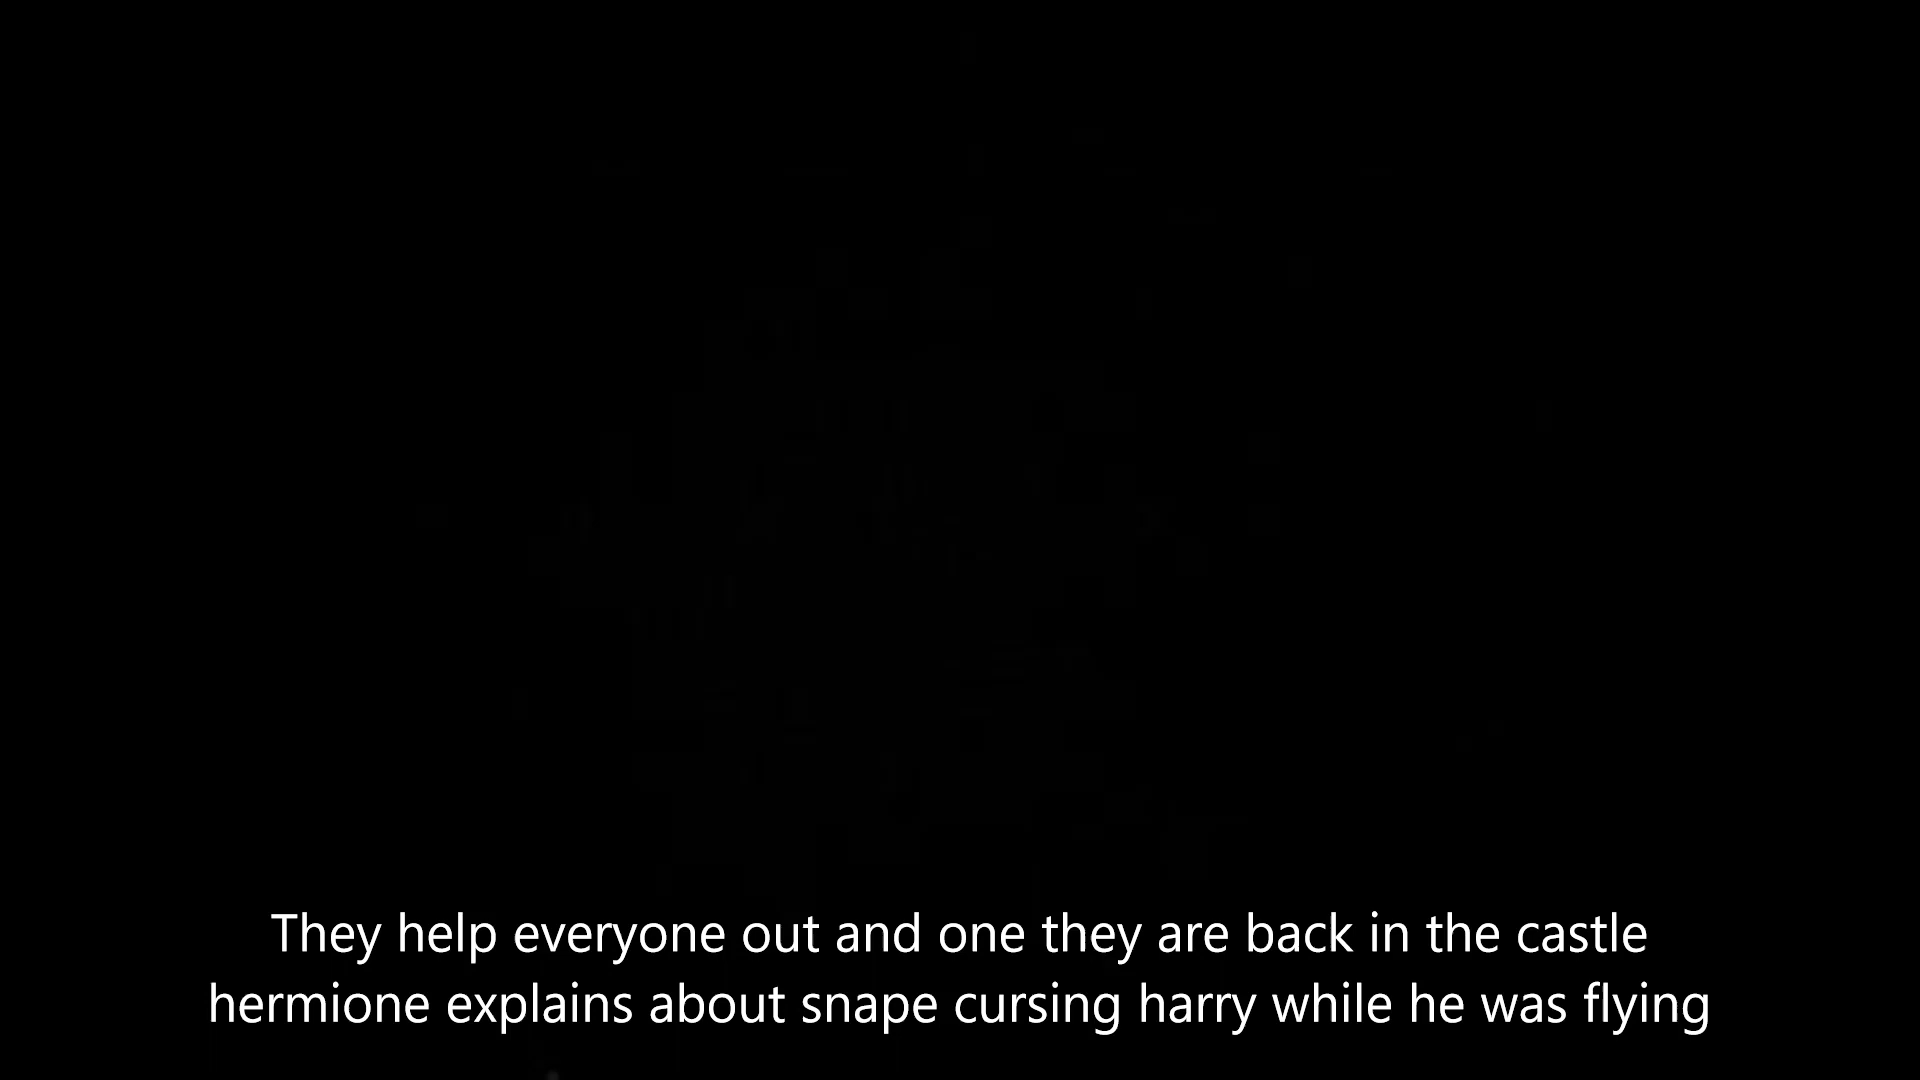 They help everyone out and one they are back in the castle
hermione explains about snape cursing harry while he was flying